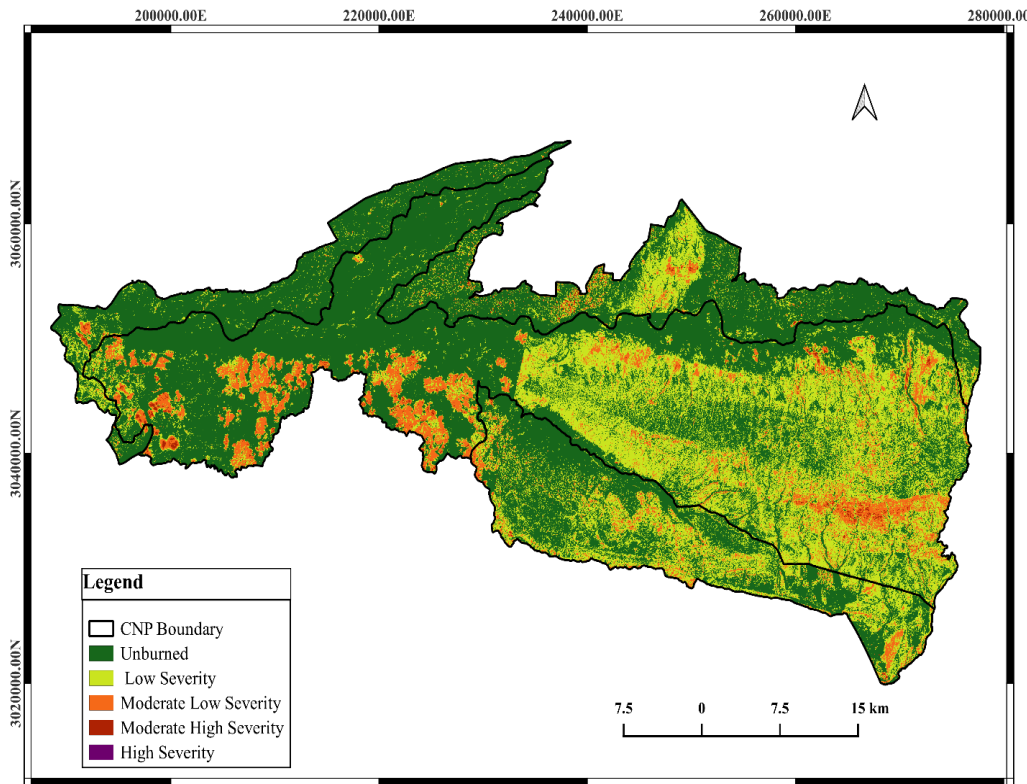 200000.00E 220000.00E 240000.00E 260000.00E 280000.0(
3060000.00N
3040000.00N
3020000.00N
Legend
CNP Boundary
Unburned
Low Severity
Moderate Low Severity
Moderate High Severity
High Severity
7.5 0 7.5 15 km